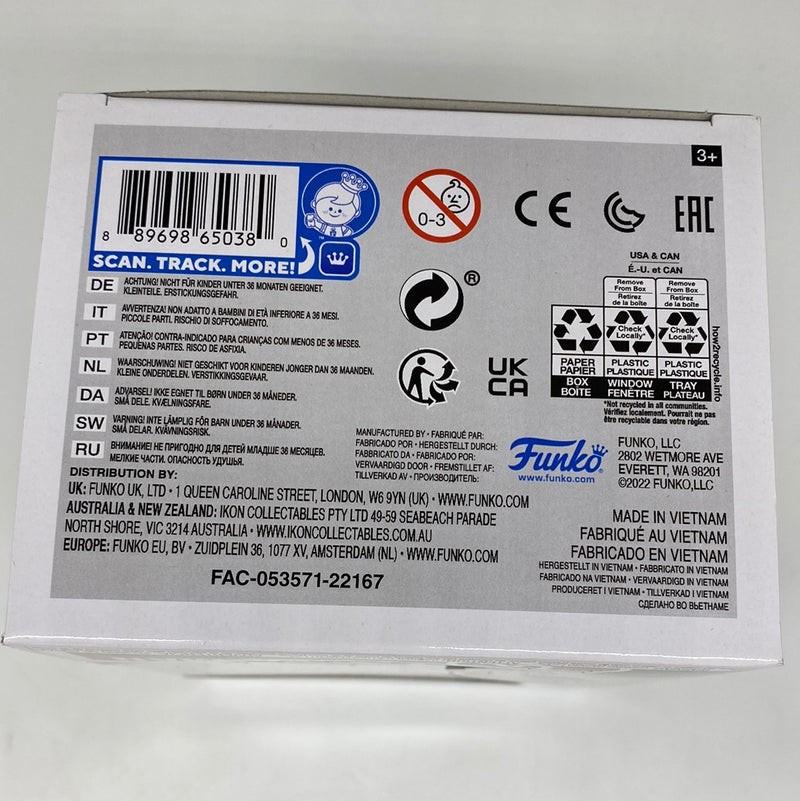 3+
8 89698 65038 0
SCAN. TRACK. MORE!
™
0-3
CE
EAC
DE ACHTUNG! NICHT FÜR KINDER UNTER 36 MONATEN GEEIGNET.
KLEINTEILE. ERSTICKUNGSGEFAHR.
IT AVVERTENZA! NON ADATTO A BAMBINI DI ETÀ INFERIORE A 36 MESI.
PICCOLE PARTI. RISCHIO DI SOFFOCAMENTO.
PT ATENÇÃO! CONTRA-INDICADO PARA CRIANÇAS COM MENOS DE 36 MESES.
PEQUENAS PARTES. RISCO DE ASFIXIA.
NL WAARSCHUWING! NIET GESCHIKT VOOR KINDEREN JONGER DAN 36 MAANDEN.
KLEINE ONDERDELEN. VERSTIKKINGSGEVAAR.
DA ADVARSEL! IKKE EGNET TIL BØRN UNDER 36 MÅNEDER.
SMÅ DELE. KVÆLNINGSFARE.
SW VARNING! INTE LÄMPLIG FÖR BARN UNDER 36 MÅNADER.
SMÅ DELAR. KVÄVNINGSRISK.
RU ВНИМАНИЕ! НЕ ПРИГОДНО ДЛЯ ДЕТЕЙ МЛАДШЕ 36 МЕСЯЦЕВ.
МЕЛКИЕ ЧАСТИ. ОПАСНОСТЬ УДУШЬЯ.
®
UK
CA
USA & CAN
É.-U. et CAN
Remove
From Box
Retirez
de la boîte
Remove
From Box
Retirez
de la boîte
Check
Locally*
Check
Locally*
PAPER
PAPIER
BOX
BOÎTE
PLASTIC
PLASTIQUE
WINDOW
FENÊTRE
PLASTIC
PLASTIQUE
TRAY
PLATEAU
how2recycle.info
*Not recycled in all communities.
Vérifiez localement. Pourrait ne pas
être recyclable dans votre région.
MANUFACTURED BY • FABRIQUÉ PAR:
FABRICADO POR • HERGESTELLT DURCH:
FABBRICATO DA • FABRICADO POR:
VERVAARDIGD DOOR • FREMSTILLET AF:
TILLVERKAD AV • ПРОИЗВОДИТЕЛЬ:
Funko
www.funko.com
FUNKO, LLC
2802 WETMORE AVE
EVERETT, WA 98201
©2022 FUNKO,LLC
DISTRIBUTION BY:
UK: FUNKO UK, LTD • 1 QUEEN CAROLINE STREET, LONDON, W6 9YN (UK) • WWW.FUNKO.COM
AUSTRALIA & NEW ZEALAND: IKON COLLECTABLES PTY LTD 49-59 SEABEACH PARADE
NORTH SHORE, VIC 3214 AUSTRALIA • WWW.IKONCOLLECTABLES.COM.AU
EUROPE: FUNKO EU, BV • ZUIDPLEIN 36, 1077 XV, AMSTERDAM (NL) • WWW.FUNKO.COM
FAC-053571-22167
MADE IN VIETNAM
FABRIQUÉ AU VIETNAM
FABRICADO EN VIETNAM
HERGESTELLT IN VIETNAM • FABBRICATO IN VIETNAM
FABRICADO NA VIETNAM • VERVAARDIGD IN VIETNAM
PRODUCERET I VIETNAM • TILLVERKAD I VIETNAM
СДЕЛАНО ВО ВЬЕТНАМЕ